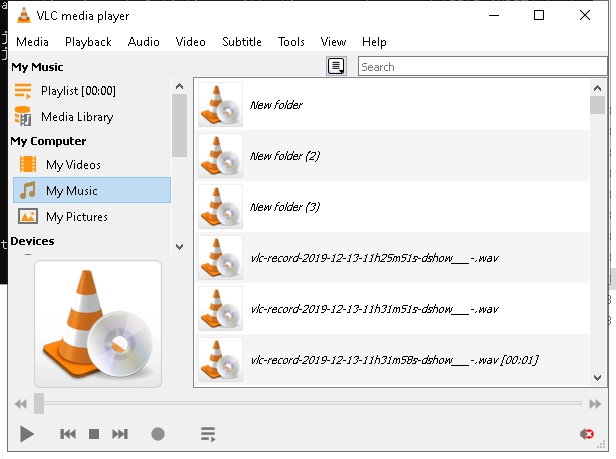 VLC media player
Media Playback Audio Video Subtitle Tools View Help
My Music
Search
Playlist [00:00]
Media Library
My Computer
My Videos
My Music
My Pictures
Devices
New folder
New folder (2)
New folder (3)
vlc-record-2019-12-13-11h25m51s-dshow___-.wav
vlc-record-2019-12-13-11h31m51s-dshow___-.wav
vlc-record-2019-12-13-11h31m58s-dshow___-.wav [00:01]